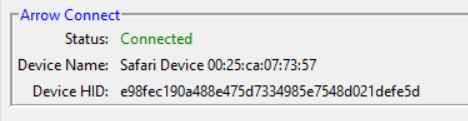 Arrow Connect
Status: Connected
Device Name: Safari Device 00:25:ca:07:73:57
Device HID: e98fec190a488e475d7334985e7548d021defe5d